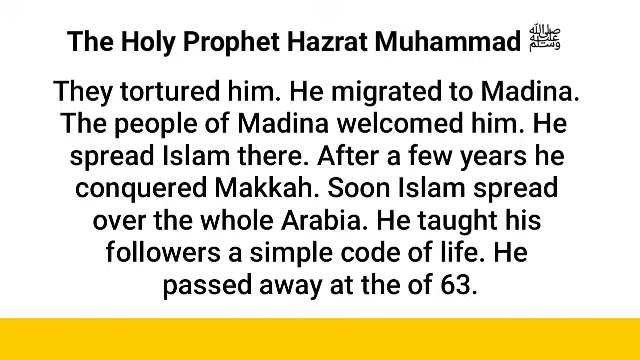 The Holy Prophet Hazrat Muhammad ﷺ
They tortured him. He migrated to Madina.
The people of Madina welcomed him. He
spread Islam there. After a few years he
conquered Makkah. Soon Islam spread
over the whole Arabia. He taught his
followers a simple code of life. He
passed away at the of 63.